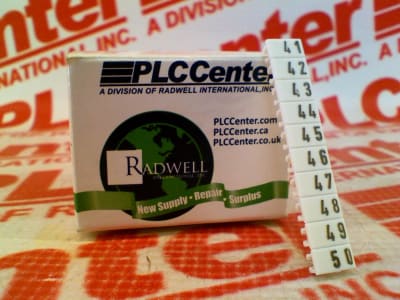 PLCCenter
A DIVISION OF RADWELL INTERNATIONAL, INC.
PLCCenter.com
PLCCenter.ca
PLCCenter.co.uk
RADWELL
New Supply • Repair • Surplus
41
42
43
44
45
46
47
48
49
50